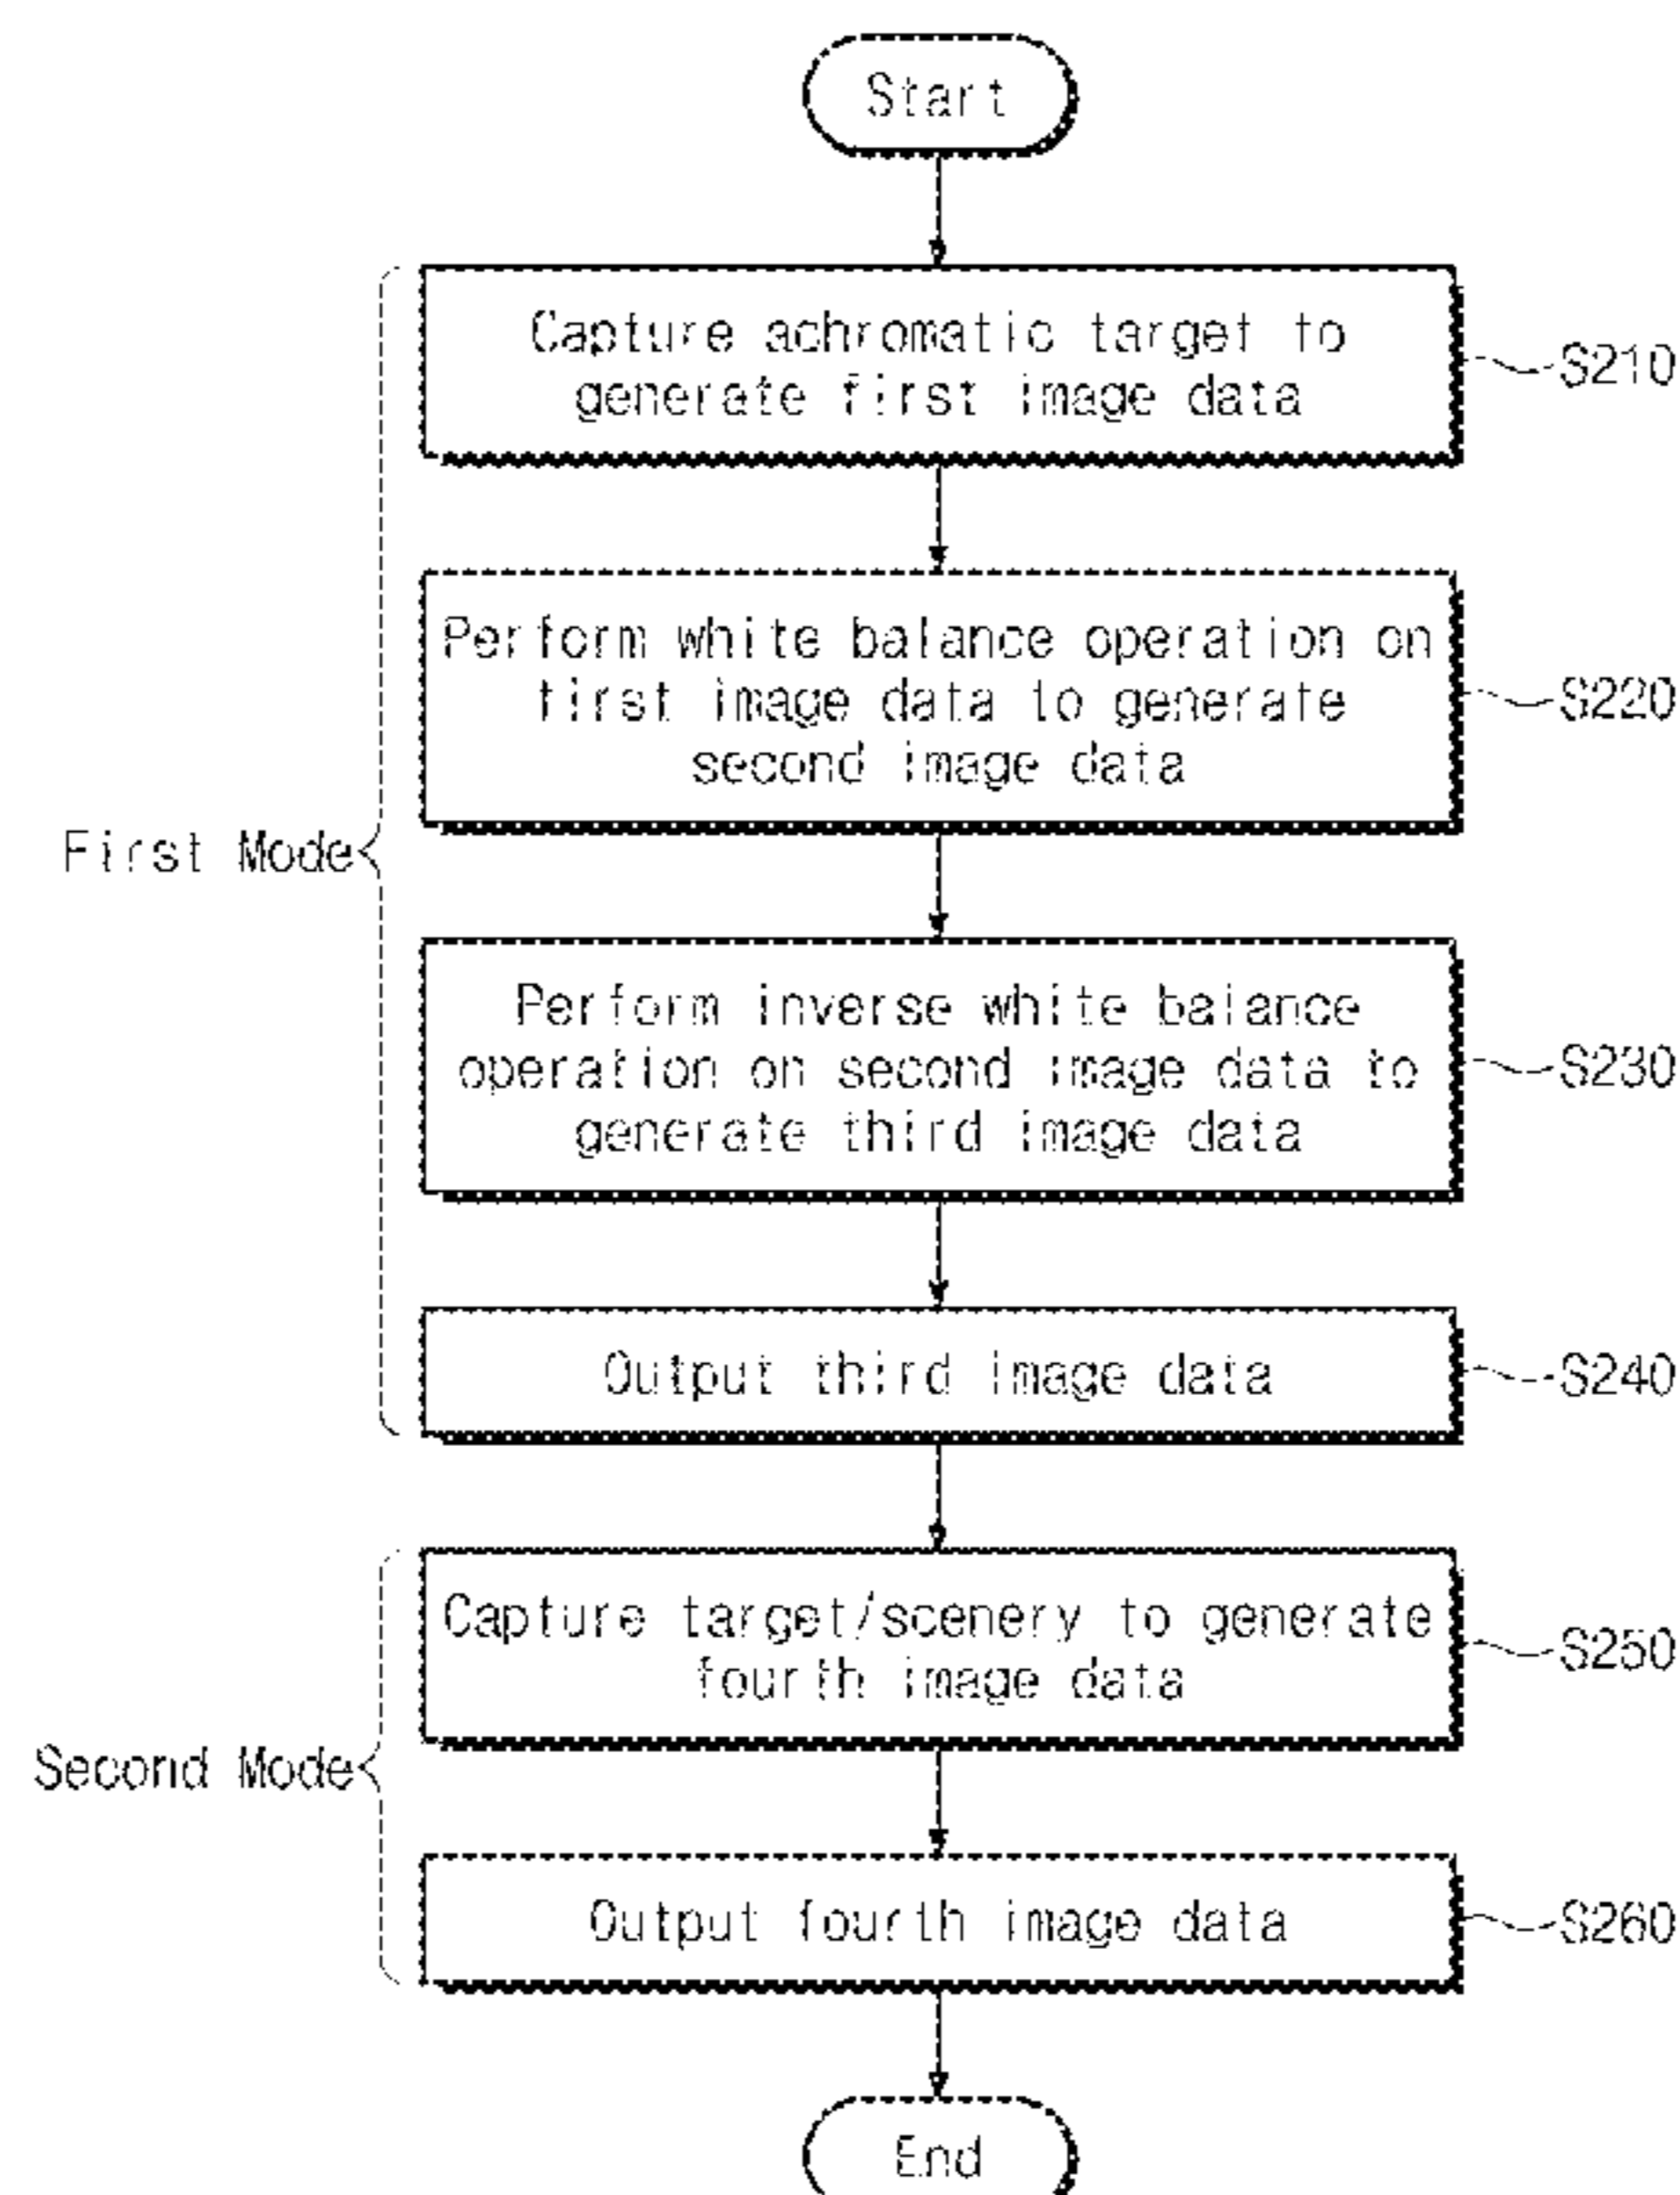 Start
Capture achromatic target to
generate first image data
S210
Perform white balance operation on
first image data to generate
second image data
S220
First Mode
Perform inverse white balance
operation on second image data to
generate third image data
S230
Output third image data
S240
Capture target/scenery to generate
fourth image data
S250
Second Mode
Output fourth image data
S260
End